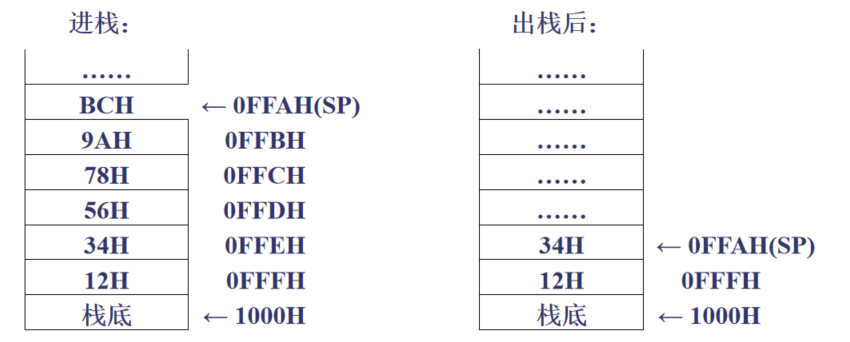 进栈： 出栈后：
…… ……
BCH ← 0FFAH(SP) ……
9AH 0FFBH ……
78H 0FFCH ……
56H 0FFDH ……
34H 0FFEH 34H ← 0FFAH(SP)
12H 0FFFH 12H 0FFFH
栈底 ← 1000H 栈底 ← 1000H